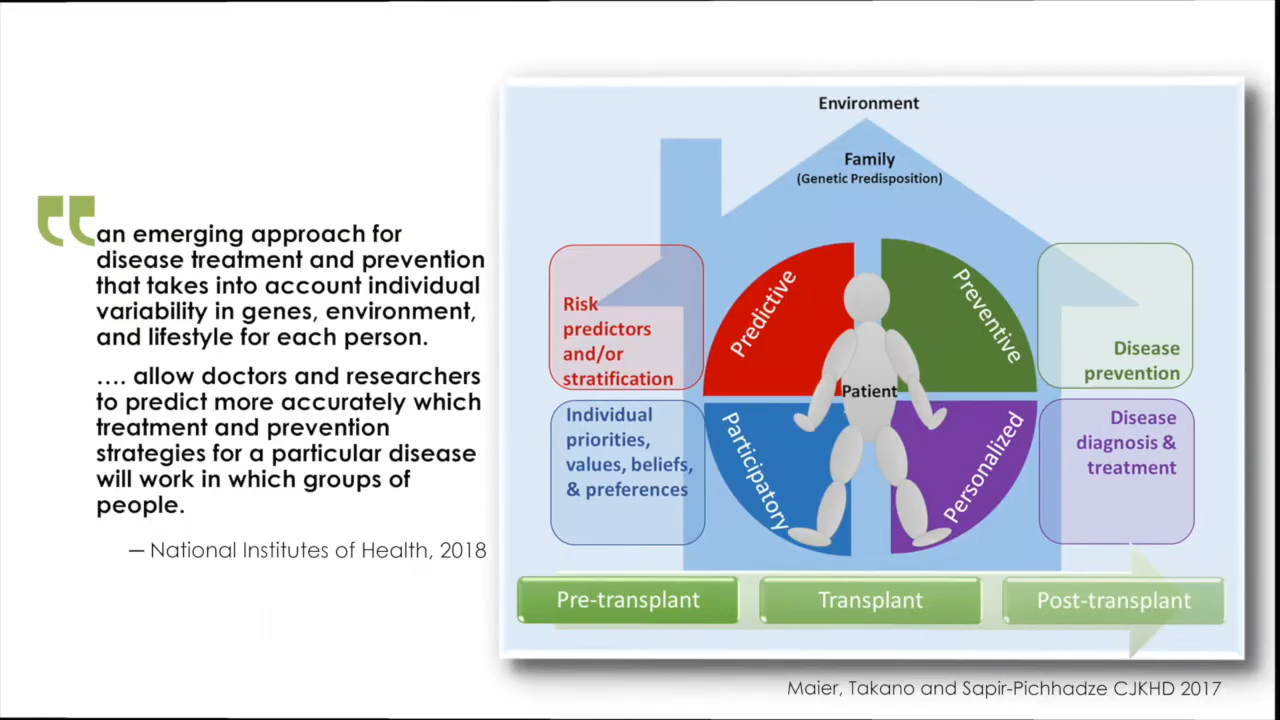 an emerging approach for
disease treatment and prevention
that takes into account individual
variability in genes, environment,
and lifestyle for each person.
…. allow doctors and researchers
to predict more accurately which
treatment and prevention
strategies for a particular disease
will work in which groups of
people.
— National Institutes of Health, 2018
Environment
Family
(Genetic Predisposition)
Risk
predictors
and/or
stratification
Predictive
Preventive
Disease
prevention
Patient
Individual
priorities,
values, beliefs,
& preferences
Participatory
Personalized
Disease
diagnosis &
treatment
Pre-transplant
Transplant
Post-transplant
Maier, Takano and Sapir-Pichhadze CJKHD 2017